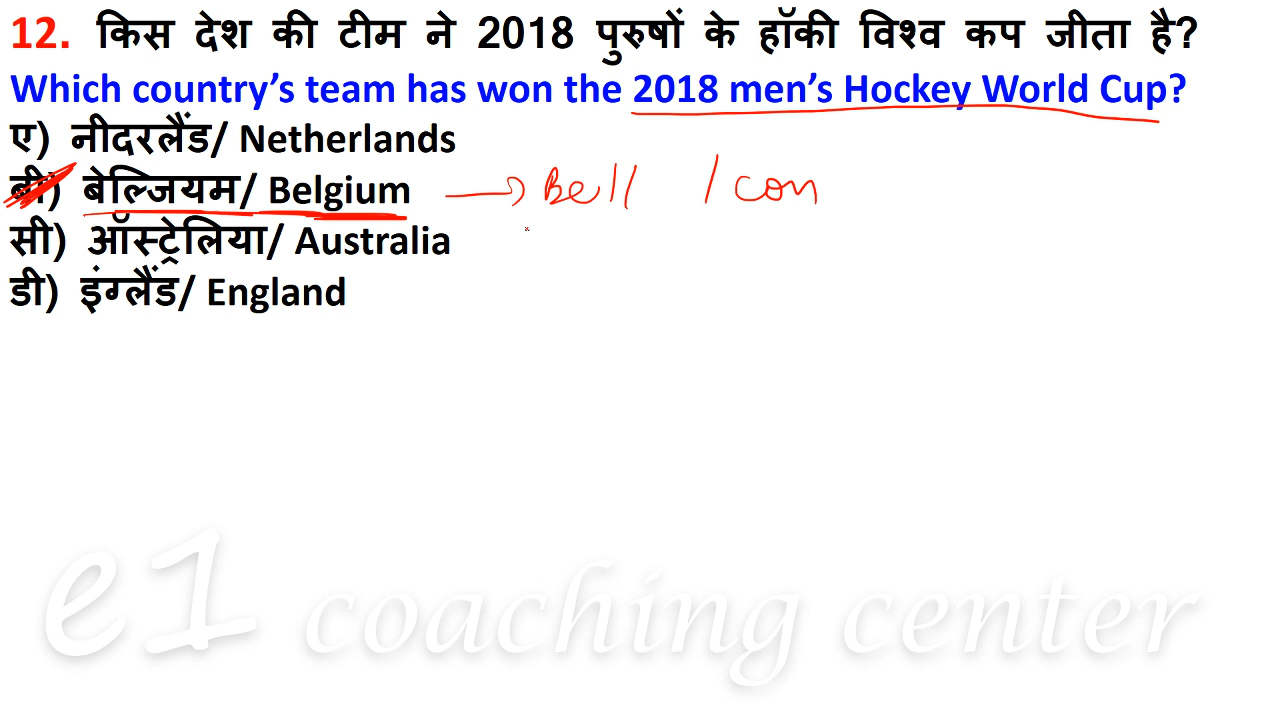 12. किस देश की टीम ने 2018 पुरुषों के हॉकी विश्व कप जीता है?
Which country's team has won the 2018 men's Hockey World Cup?
ए) नीदरलैंड/ Netherlands
बी) बेल्जियम/ Belgium → Bell Icon
सी) ऑस्ट्रेलिया/ Australia
डी) इंग्लैंड/ England
e1 coaching center